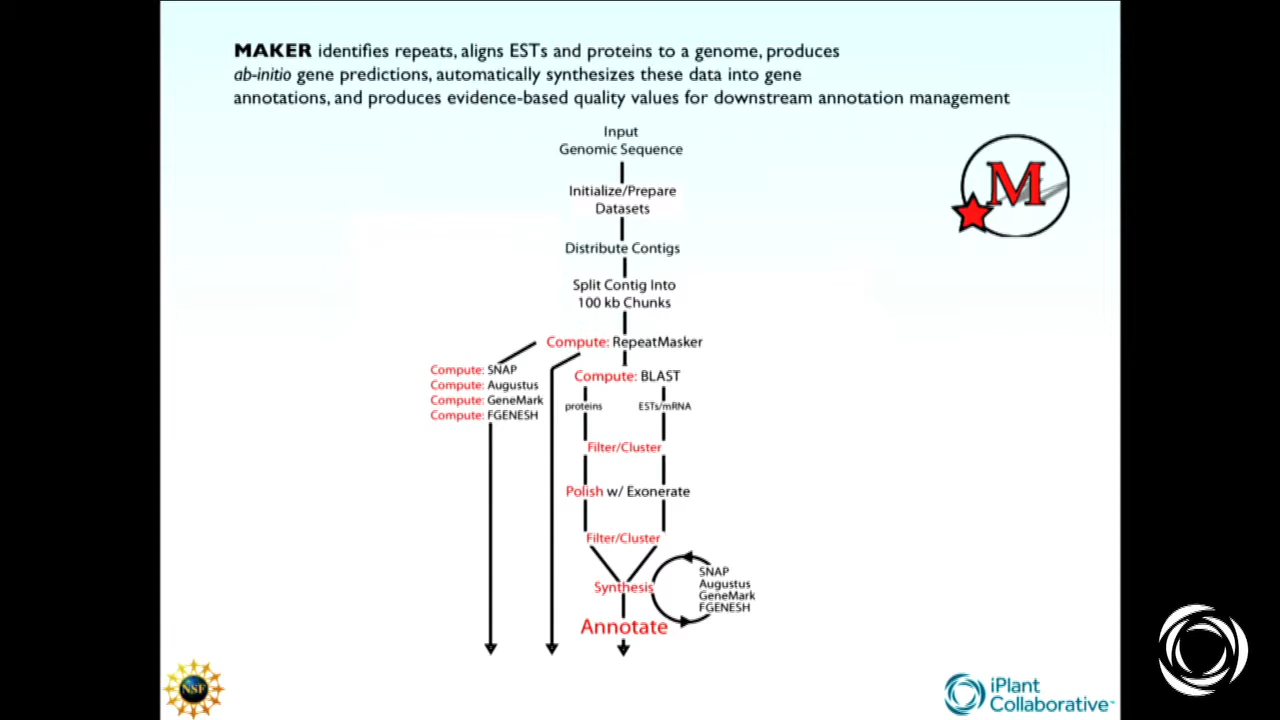 MAKER identifies repeats, aligns ESTs and proteins to a genome, produces
ab-initio gene predictions, automatically synthesizes these data into gene
annotations, and produces evidence-based quality values for downstream annotation management
Input
Genomic Sequence
M
Initialize/Prepare
Datasets
Distribute Contigs
Split Contig Into
100 kb Chunks
Compute: RepeatMasker
Compute: SNAP
Compute: Augustus
Compute: GeneMark
Compute: FGENESH
Compute: BLAST
proteins ESTs/mRNA
Filter/Cluster
Polish w/ Exonerate
Filter/Cluster
Synthesis
SNAP
Augustus
GeneMark
FGENESH
Annotate
NSF
iPlant
Collaborative™